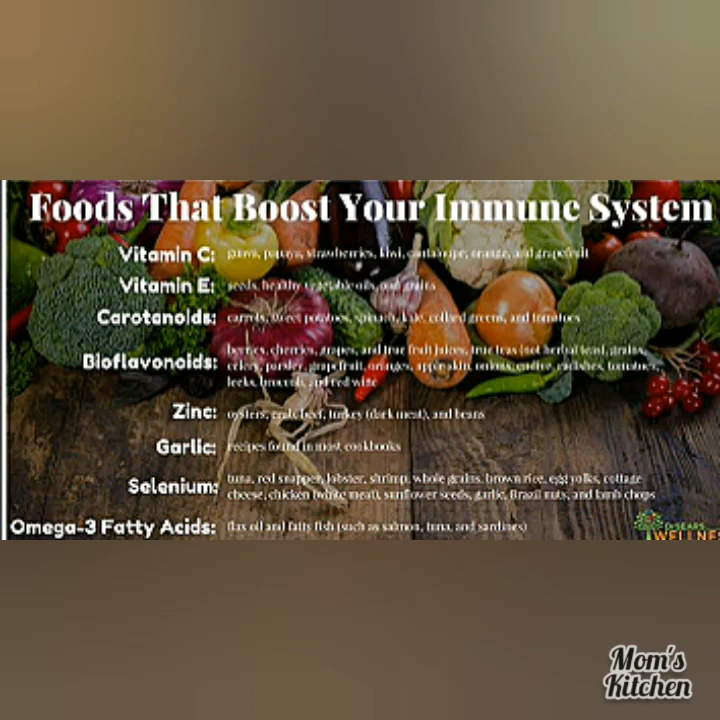 Foods That Boost Your Immune System
Vitamin C: guava, papaya, strawberries, kiwi, cantaloupe, orange, and grapefruit
Vitamin E: seeds, healthy vegetable oils, and grains
Carotanoids: carrots, sweet potatoes, spinach, kale, collard greens, and tomatoes
Bioflavonoids: berries, cherries, grapes, and true fruit juices, true teas (not herbal teas), grains,
celery, parsley, grapefruit, oranges, apple skin, onions, endive, radishes, tomatoes,
leeks, broccoli, and red wine
Zinc: oysters, crab, beef, turkey (dark meat), and beans
Garlic: recipes found in most cookbooks
Selenium: tuna, red snapper, lobster, shrimp, whole grains, brown rice, egg yolks, cottage
cheese, chicken (white meat), sunflower seeds, garlic, Brazil nuts, and lamb chops
Omega-3 Fatty Acids: flax oil and fatty fish (such as salmon, tuna, and sardines)
WELLNE
Mom's
Kitchen